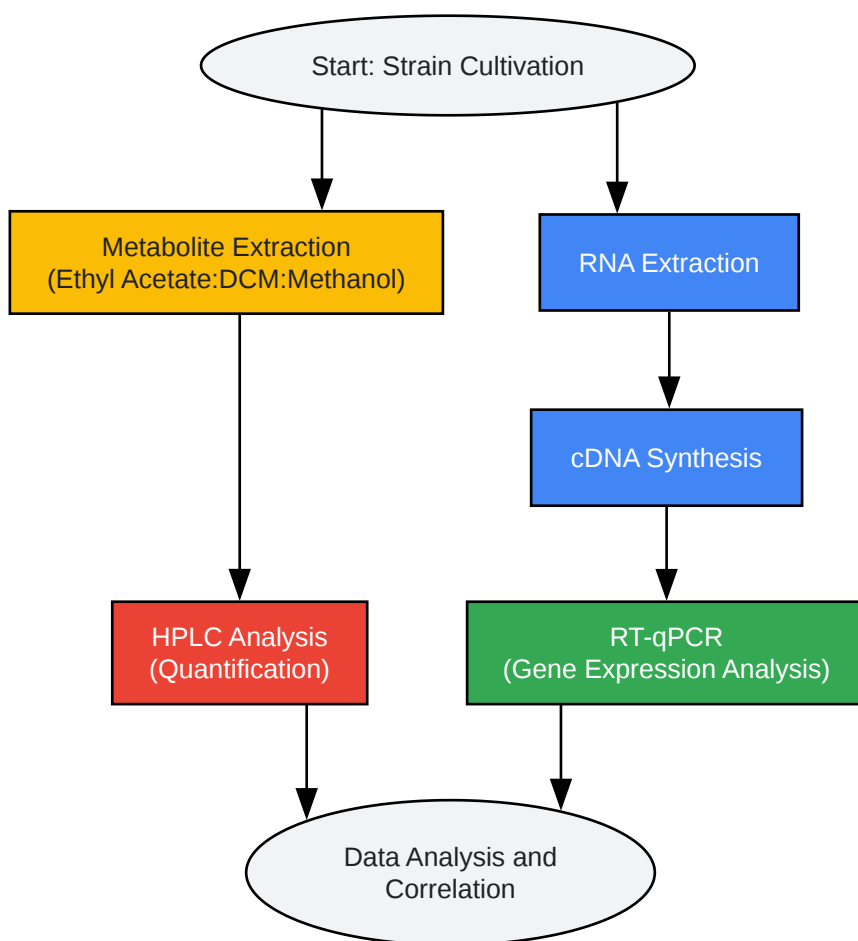 Start: Strain Cultivation
Metabolite Extraction
(Ethyl Acetate:DCM:Methanol)
RNA Extraction
cDNA Synthesis
HPLC Analysis
(Quantification)
RT-qPCR
(Gene Expression Analysis)
Data Analysis and
Correlation